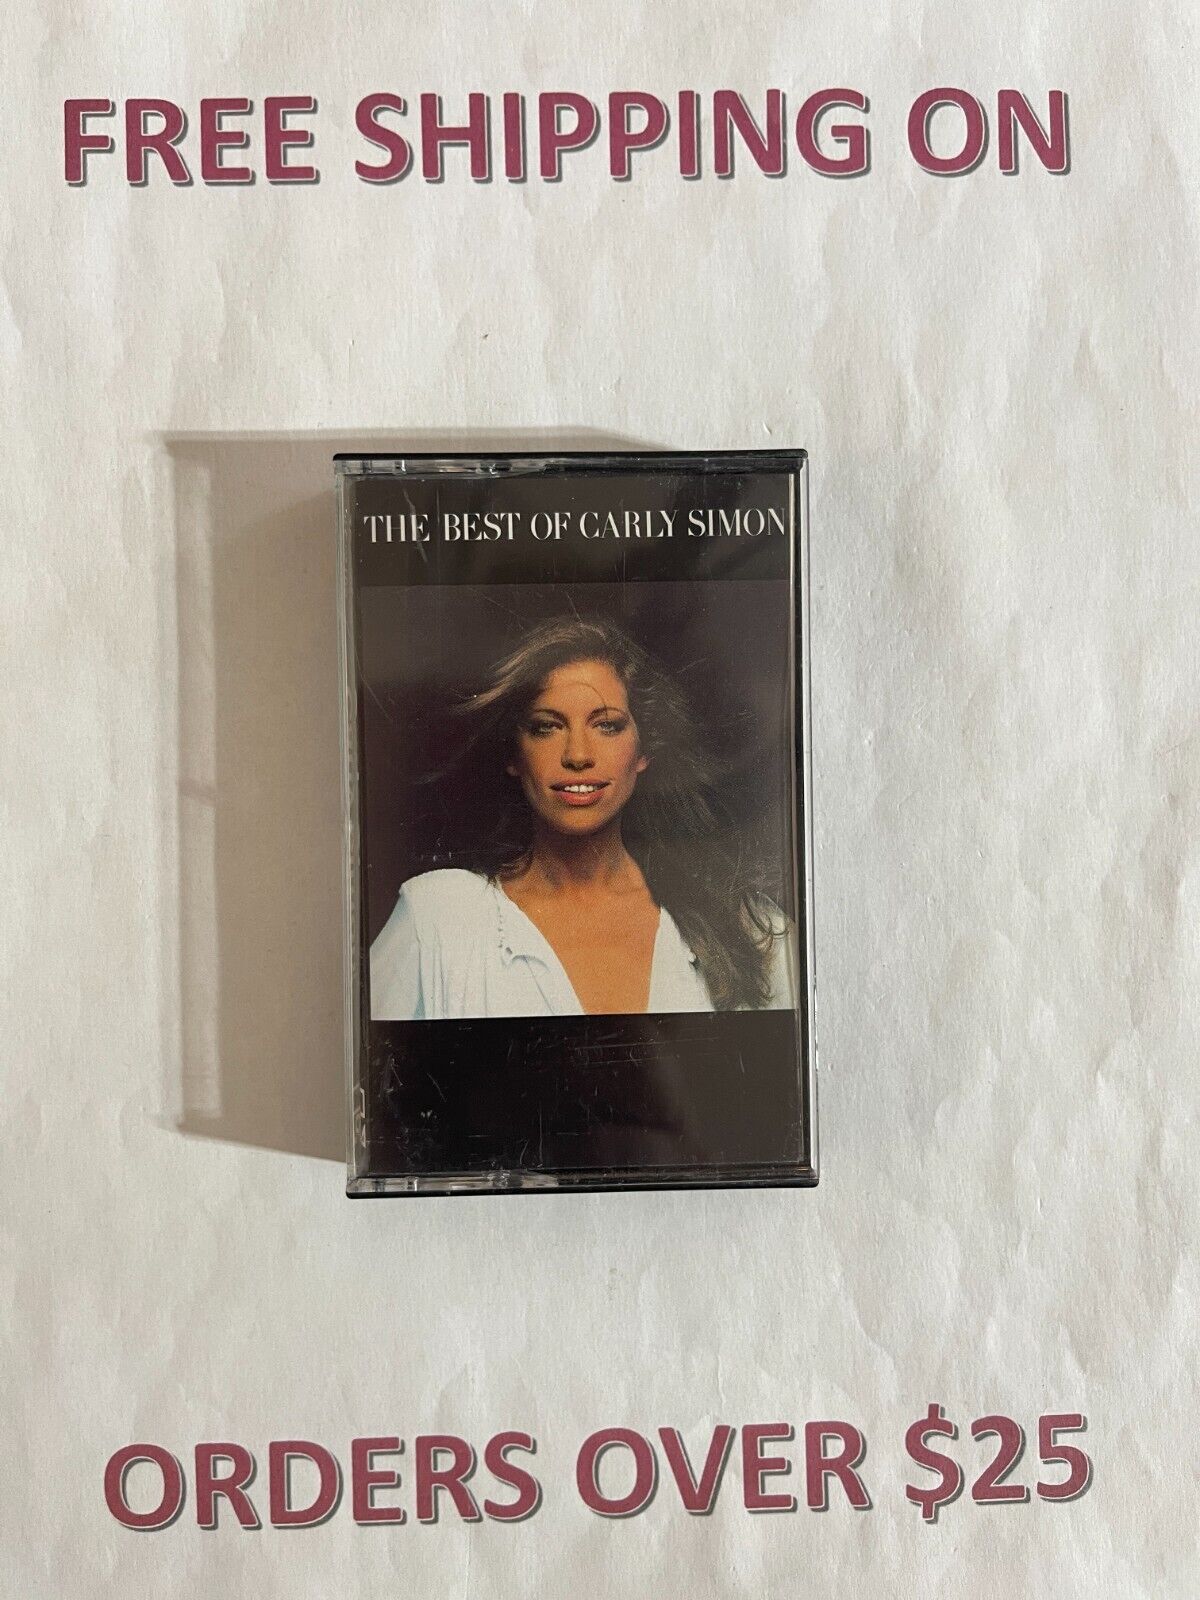 FREE SHIPPING ON
THE BEST OF CARLY SIMON
ORDERS OVER $25